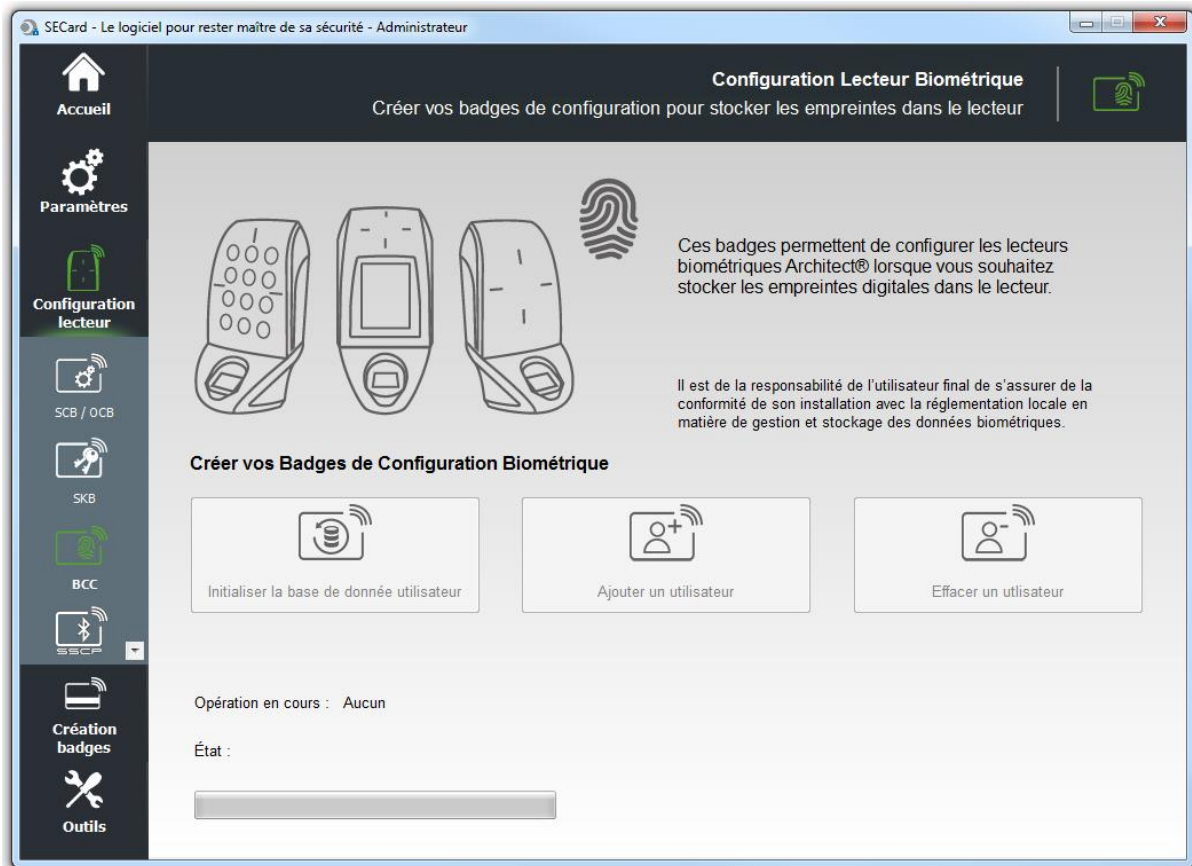 SECard - Le logiciel pour rester maître de sa sécurité - Administrateur
Accueil
Configuration Lecteur Biométrique
Créer vos badges de configuration pour stocker les empreintes dans le lecteur
Paramètres
Configuration
lecteur
SCB / OCB
SKB
BCC
SSCP
Création
badges
Outils
Ces badges permettent de configurer les lecteurs
biométriques Architect® lorsque vous souhaitez
stocker les empreintes digitales dans le lecteur.
Il est de la responsabilité de l'utilisateur final de s'assurer de la
conformité de son installation avec la réglementation locale en
matière de gestion et stockage des données biométriques.
Créer vos Badges de Configuration Biométrique
Initialiser la base de donnée utilisateur
Ajouter un utilisateur
Effacer un utlisateur
Opération en cours : Aucun
État :